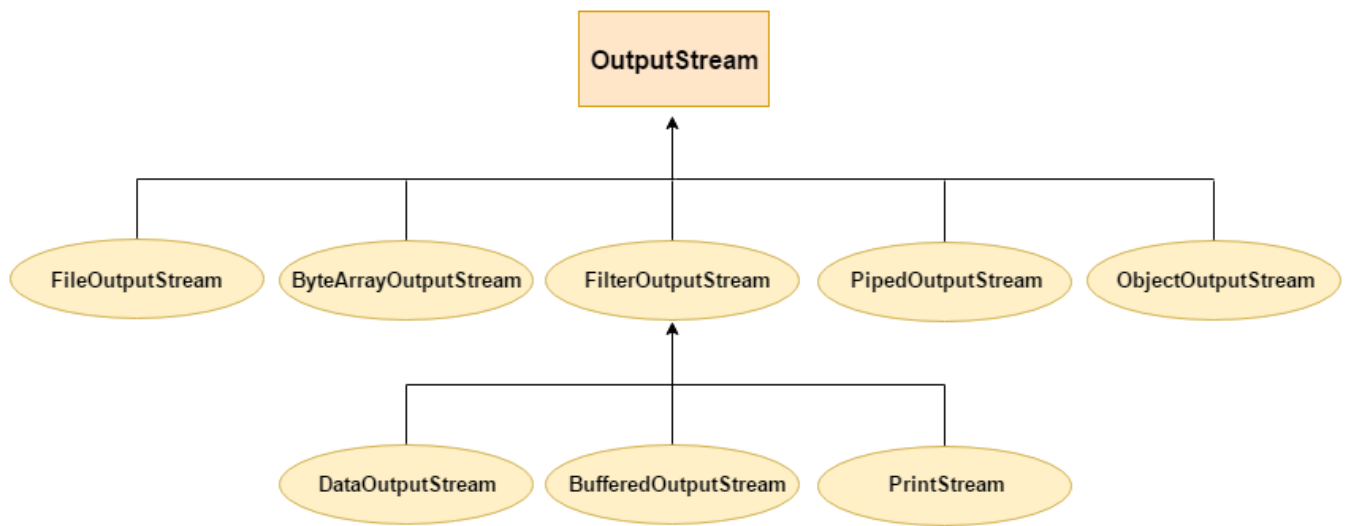 OutputStream
FileOutputStream
ByteArrayOutputStream
FilterOutputStream
PipedOutputStream
ObjectOutputStream
DataOutputStream
BufferedOutputStream
PrintStream